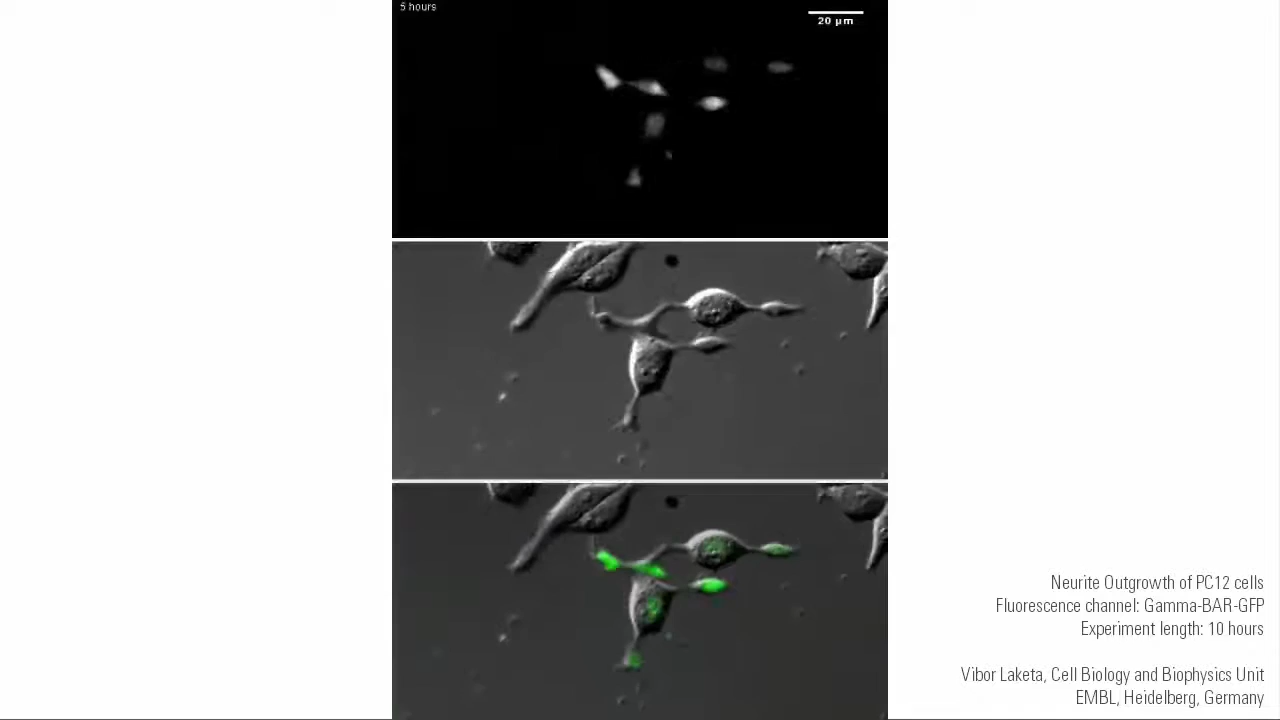 5 hours
20 µm
Neurite Outgrowth of PC12 cells
Fluorescence channel: Gamma-BAR-GFP
Experiment length: 10 hours
Vibor Laketa, Cell Biology and Biophysics Unit
EMBL, Heidelberg, Germany